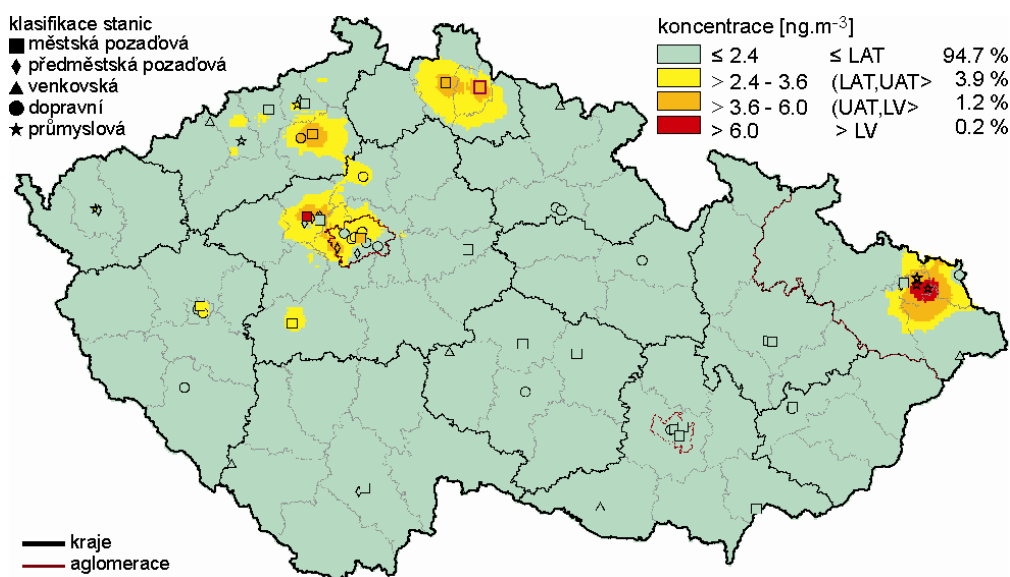 klasifikace stanic
městská pozaďová
předměstská pozaďová
venkovská
dopravní
průmyslová
koncentrace [ng.m-3]
≤ 2.4 ≤ LAT 94.7 %
> 2.4 - 3.6 (LAT,UAT> 3.9 %
> 3.6 - 6.0 (UAT,LV> 1.2 %
> 6.0 > LV 0.2 %
kraje
aglomerace